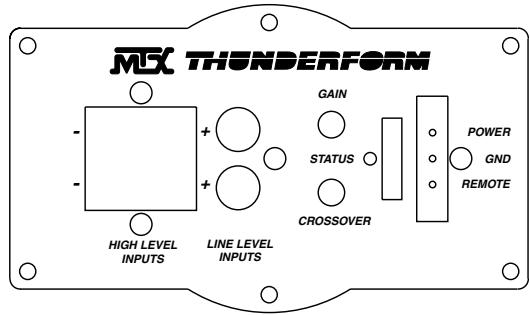 MTX THUNDERFORM
GAIN
- +
POWER
STATUS
GND
- +
REMOTE
CROSSOVER
HIGH LEVEL
INPUTS
LINE LEVEL
INPUTS